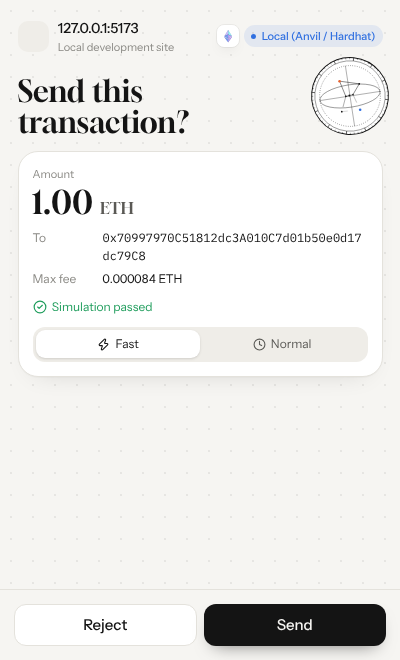 127.0.0.1:5173
Local development site
Local (Anvil / Hardhat)
Send this
transaction?
Amount
1.00 ETH
To
0x70997970C51812dc3A010C7d01b50e0d17
dc79C8
Max fee
0.000084 ETH
Simulation passed
Fast
Normal
Reject
Send